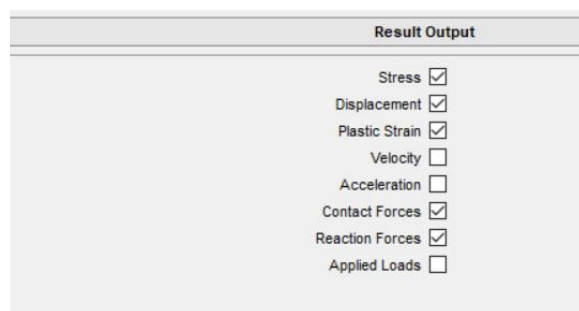 Result Output
Stress
Displacement
Plastic Strain
Velocity
Acceleration
Contact Forces
Reaction Forces
Applied Loads